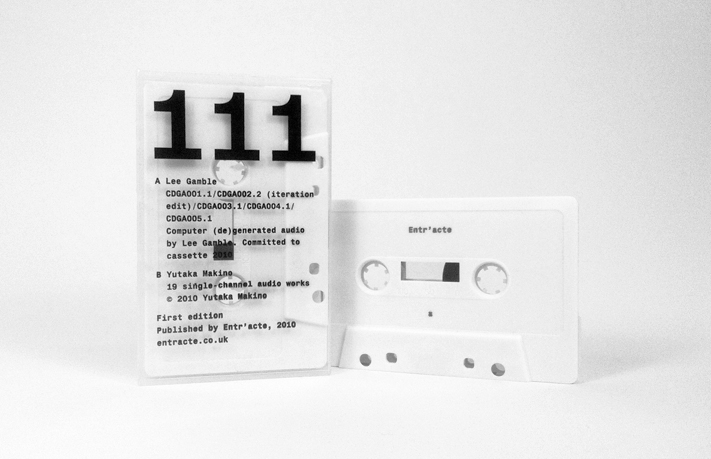 111
A Lee Gamble
CDGA001.1/CDGA002.2 (iteration
edit)/CDGA003.1/CDGA004.1/
CDGA005.1
Computer (de)generated audio
by Lee Gamble. Committed to
cassette 2010
B Yutaka Makino
19 single-channel audio works
© 2010 Yutaka Makino
First edition
Published by Entr'acte, 2010
entracte.co.uk
Entr'acte